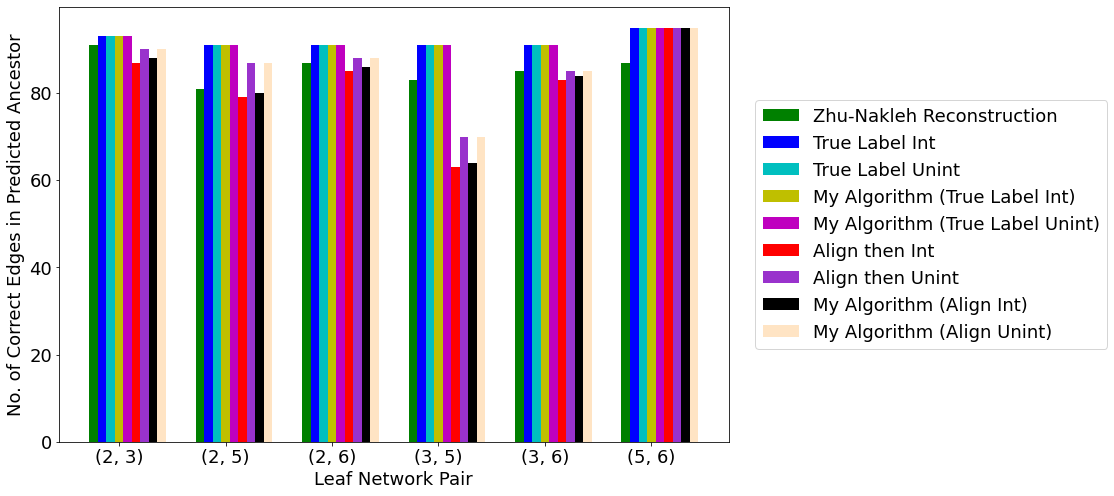 No. of Correct Edges in Predicted Ancestor
80
60
40
20
0
(2, 3)
(2, 5)
(2, 6)
(3, 5)
(3, 6)
(5, 6)
Leaf Network Pair
Zhu-Nakleh Reconstruction
True Label Int
True Label Unint
My Algorithm (True Label Int)
My Algorithm (True Label Unint)
Align then Int
Align then Unint
My Algorithm (Align Int)
My Algorithm (Align Unint)